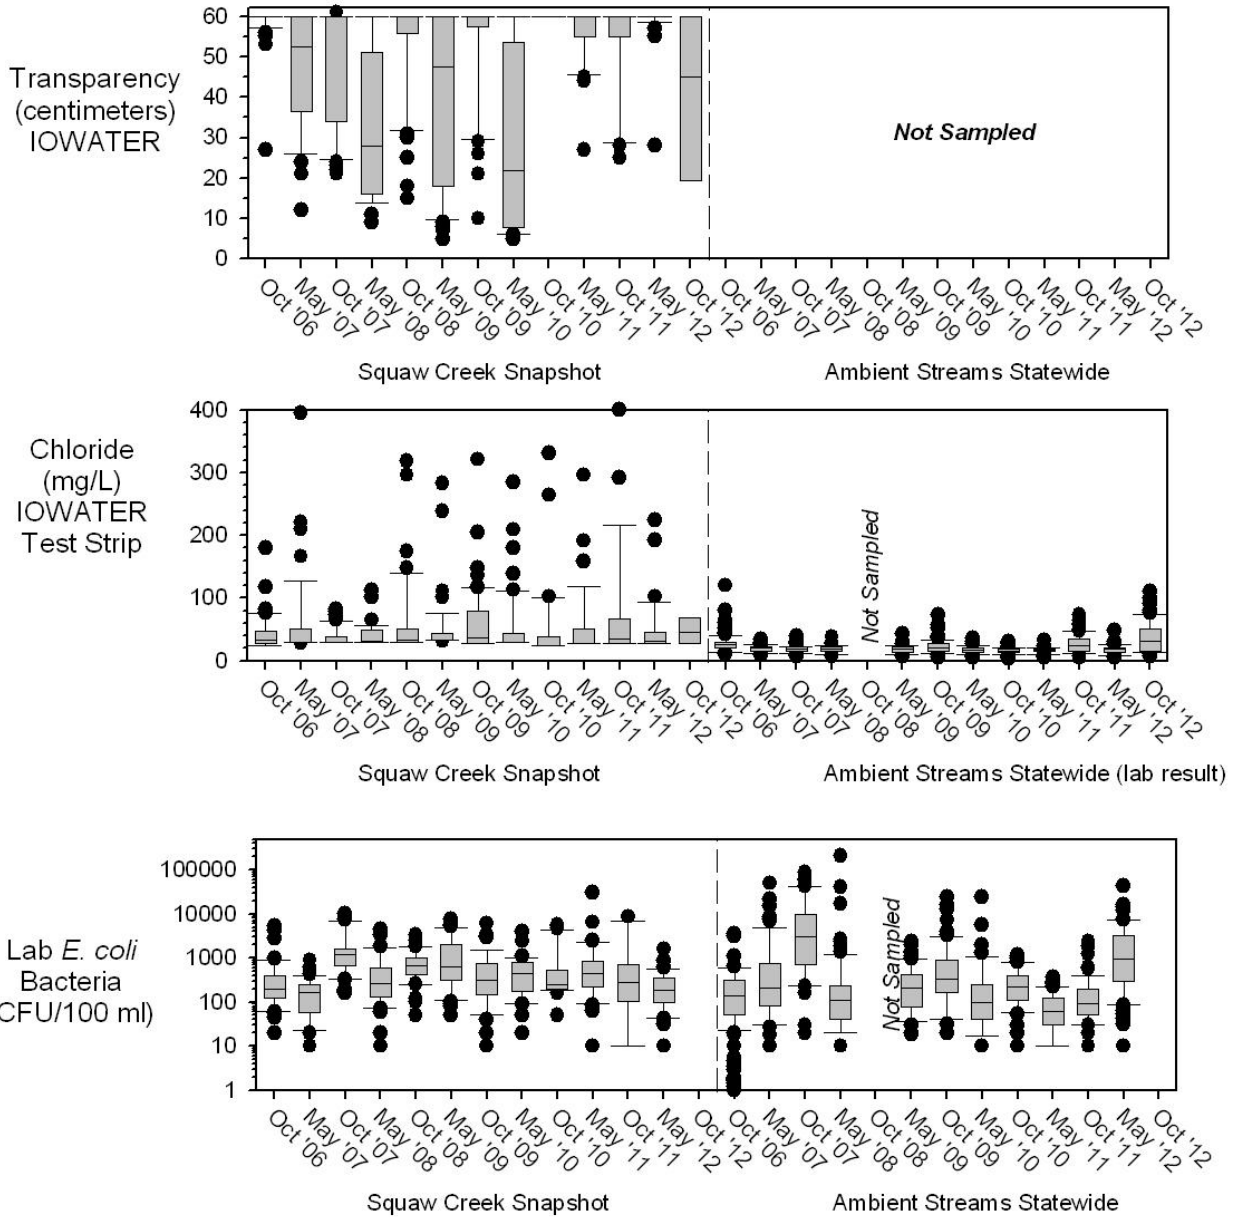 Transparency
(centimeters)
IOWATER
60
50
40
30
20
10
0
Not Sampled
Oct '06
May '07
Oct '07
May '08
Oct '08
May '09
Oct '09
May '10
Oct '10
May '11
Oct '11
May '12
Oct '12
Oct '06
May '07
Oct '07
May '08
Oct '08
May '09
Oct '09
May '10
Oct '10
May '11
Oct '11
May '12
Oct '12
Squaw Creek Snapshot
Ambient Streams Statewide
Chloride
(mg/L)
IOWATER
Test Strip
400
300
200
100
0
Not Sampled
Oct '06
May '07
Oct '07
May '08
Oct '08
May '09
Oct '09
May '10
Oct '10
May '11
Oct '11
May '12
Oct '12
Oct '06
May '07
Oct '07
May '08
Oct '08
May '09
Oct '09
May '10
Oct '10
May '11
Oct '11
May '12
Oct '12
Squaw Creek Snapshot
Ambient Streams Statewide (lab result)
Lab E. coli
Bacteria
CFU/100 ml)
100000
10000
1000
100
10
1
Not Sampled
Oct '06
May '07
Oct '07
May '08
Oct '08
May '09
Oct '09
May '10
Oct '10
May '11
Oct '11
May '12
Oct '12
Oct '06
May '07
Oct '07
May '08
Oct '08
May '09
Oct '09
May '10
Oct '10
May '11
Oct '11
May '12
Oct '12
Squaw Creek Snapshot
Ambient Streams Statewide